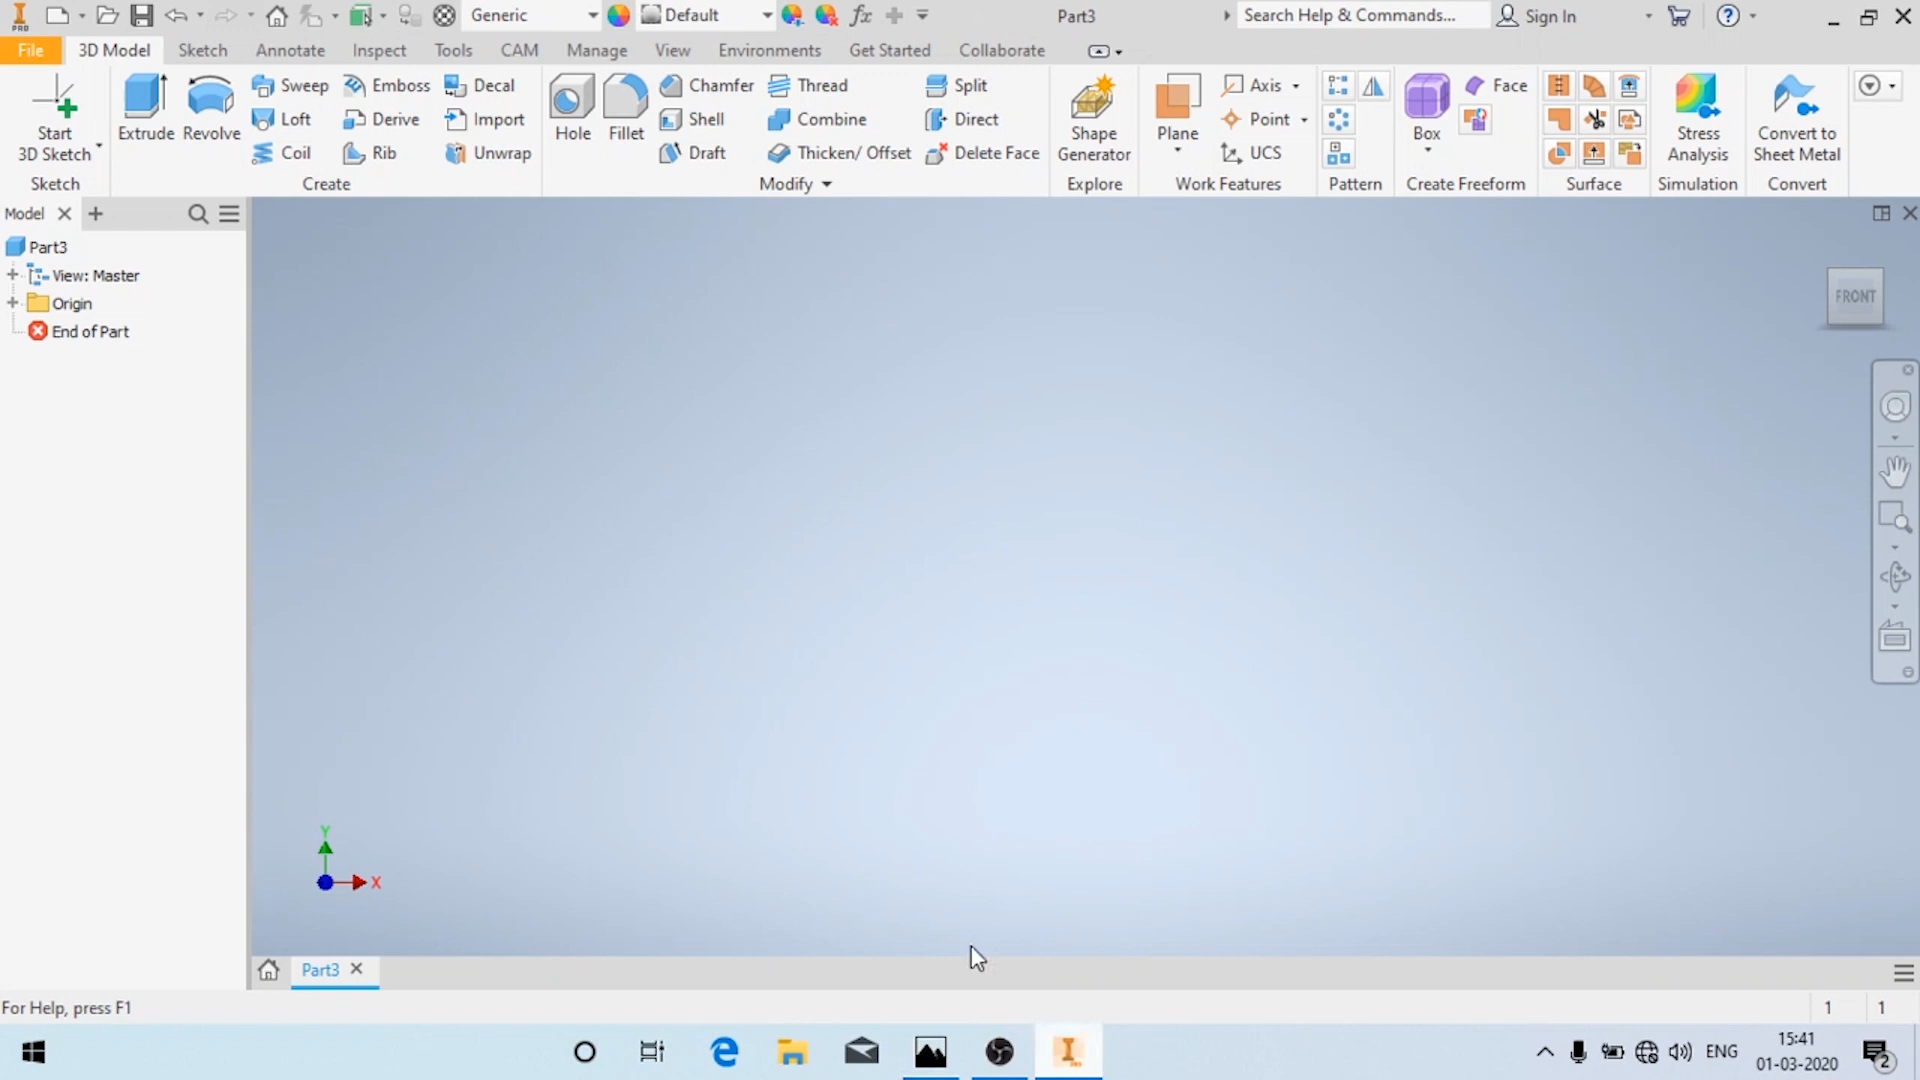 PRO
Generic
Default
fx
Part3
Search Help & Commands...
Sign In
File
3D Model
Sketch
Annotate
Inspect
Tools
CAM
Manage
View
Environments
Get Started
Collaborate
Start
3D Sketch
Sketch
Extrude
Revolve
Sweep
Emboss
Decal
Loft
Derive
Import
Coil
Rib
Unwrap
Create
Hole
Fillet
Chamfer
Thread
Split
Shell
Combine
Direct
Draft
Thicken/ Offset
Delete Face
Modify
Shape
Generator
Explore
Plane
Axis
Point
UCS
Work Features
Pattern
Box
Face
Create Freeform
Surface
Stress
Analysis
Simulation
Convert to
Sheet Metal
Convert
Model
Part3
View: Master
Origin
End of Part
FRONT
Y
X
Part3
For Help, press F1
1
1
ENG
15:41
01-03-2020
2